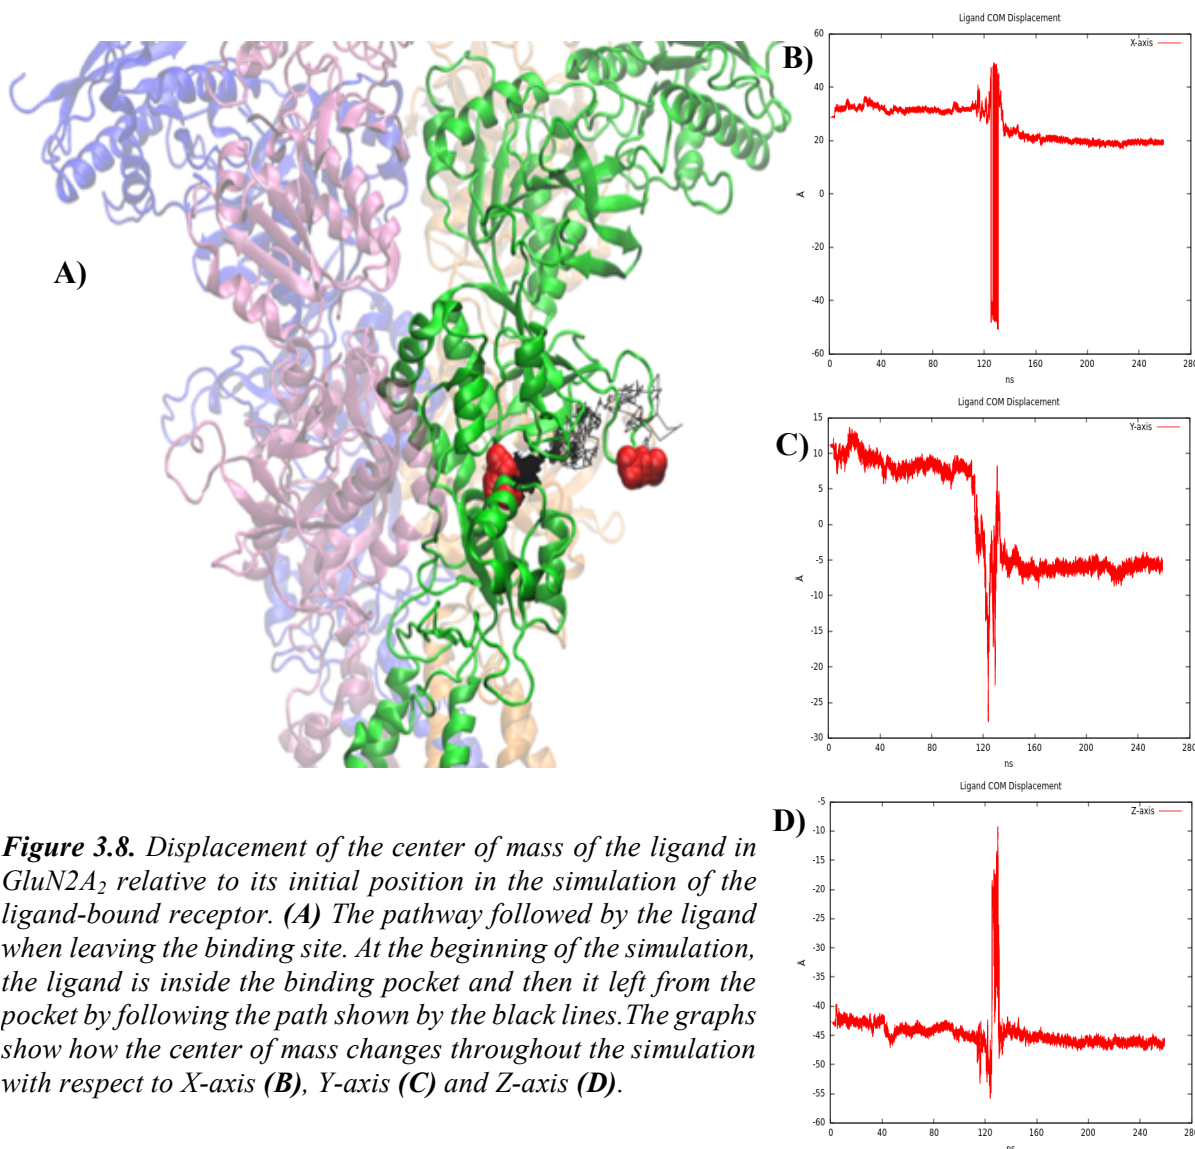 A)
B)
Ligand COM Displacement
X-axis
60
40
20
0
-20
-40
-60
Å
0 40 80 120 160 200 240 280
ns
C)
Ligand COM Displacement
Y-axis
15
10
5
0
-5
-10
-15
-20
-25
-30
Å
0 40 80 120 160 200 240 280
ns
D)
Ligand COM Displacement
Z-axis
-5
-10
-15
-20
-25
-30
-35
-40
-45
-50
-55
-60
Å
0 40 80 120 160 200 240 280
ns
Figure 3.8. Displacement of the center of mass of the ligand in
GluN2A₂ relative to its initial position in the simulation of the
ligand-bound receptor. (A) The pathway followed by the ligand
when leaving the binding site. At the beginning of the simulation,
the ligand is inside the binding pocket and then it left from the
pocket by following the path shown by the black lines.The graphs
show how the center of mass changes throughout the simulation
with respect to X-axis (B), Y-axis (C) and Z-axis (D).